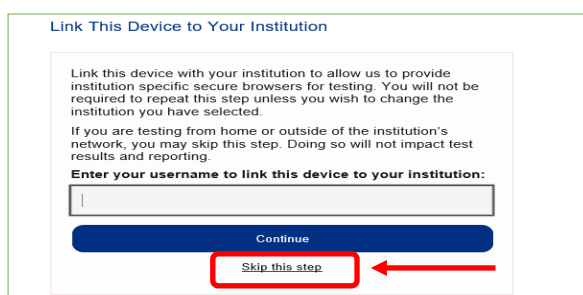 Link This Device to Your Institution
Link this device with your institution to allow us to provide
institution specific secure browsers for testing. You will not be
required to repeat this step unless you wish to change the
institution you have selected.
If you are testing from home or outside of the institution's
network, you may skip this step. Doing so will not impact test
results and reporting.
Enter your username to link this device to your institution:
Continue
Skip this step